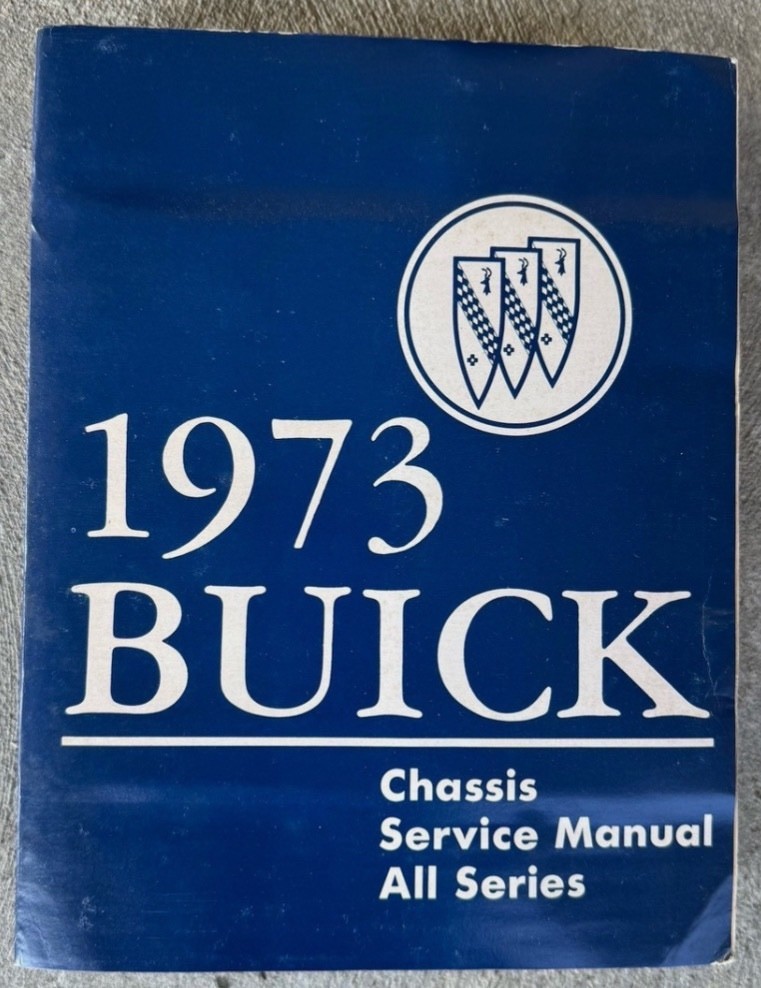 1973
BUICK
Chassis
Service Manual
All Series